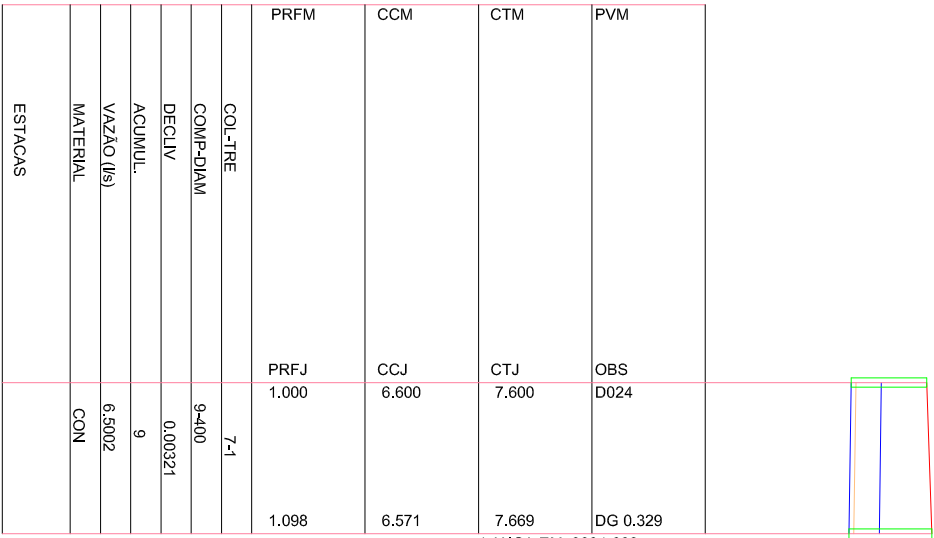 PRFM CCM CTM PVM
ESTACAS
MATERIAL
VAZÃO (l/s)
ACUMUL.
DECLIV
COMP-DIAM
COL-TRE
PRFJ CCJ CTJ OBS
1.000 6.600 7.600 D024
CON
6.5002
9
0.00321
9-400
7-1
1.098 6.571 7.669 DG 0.329